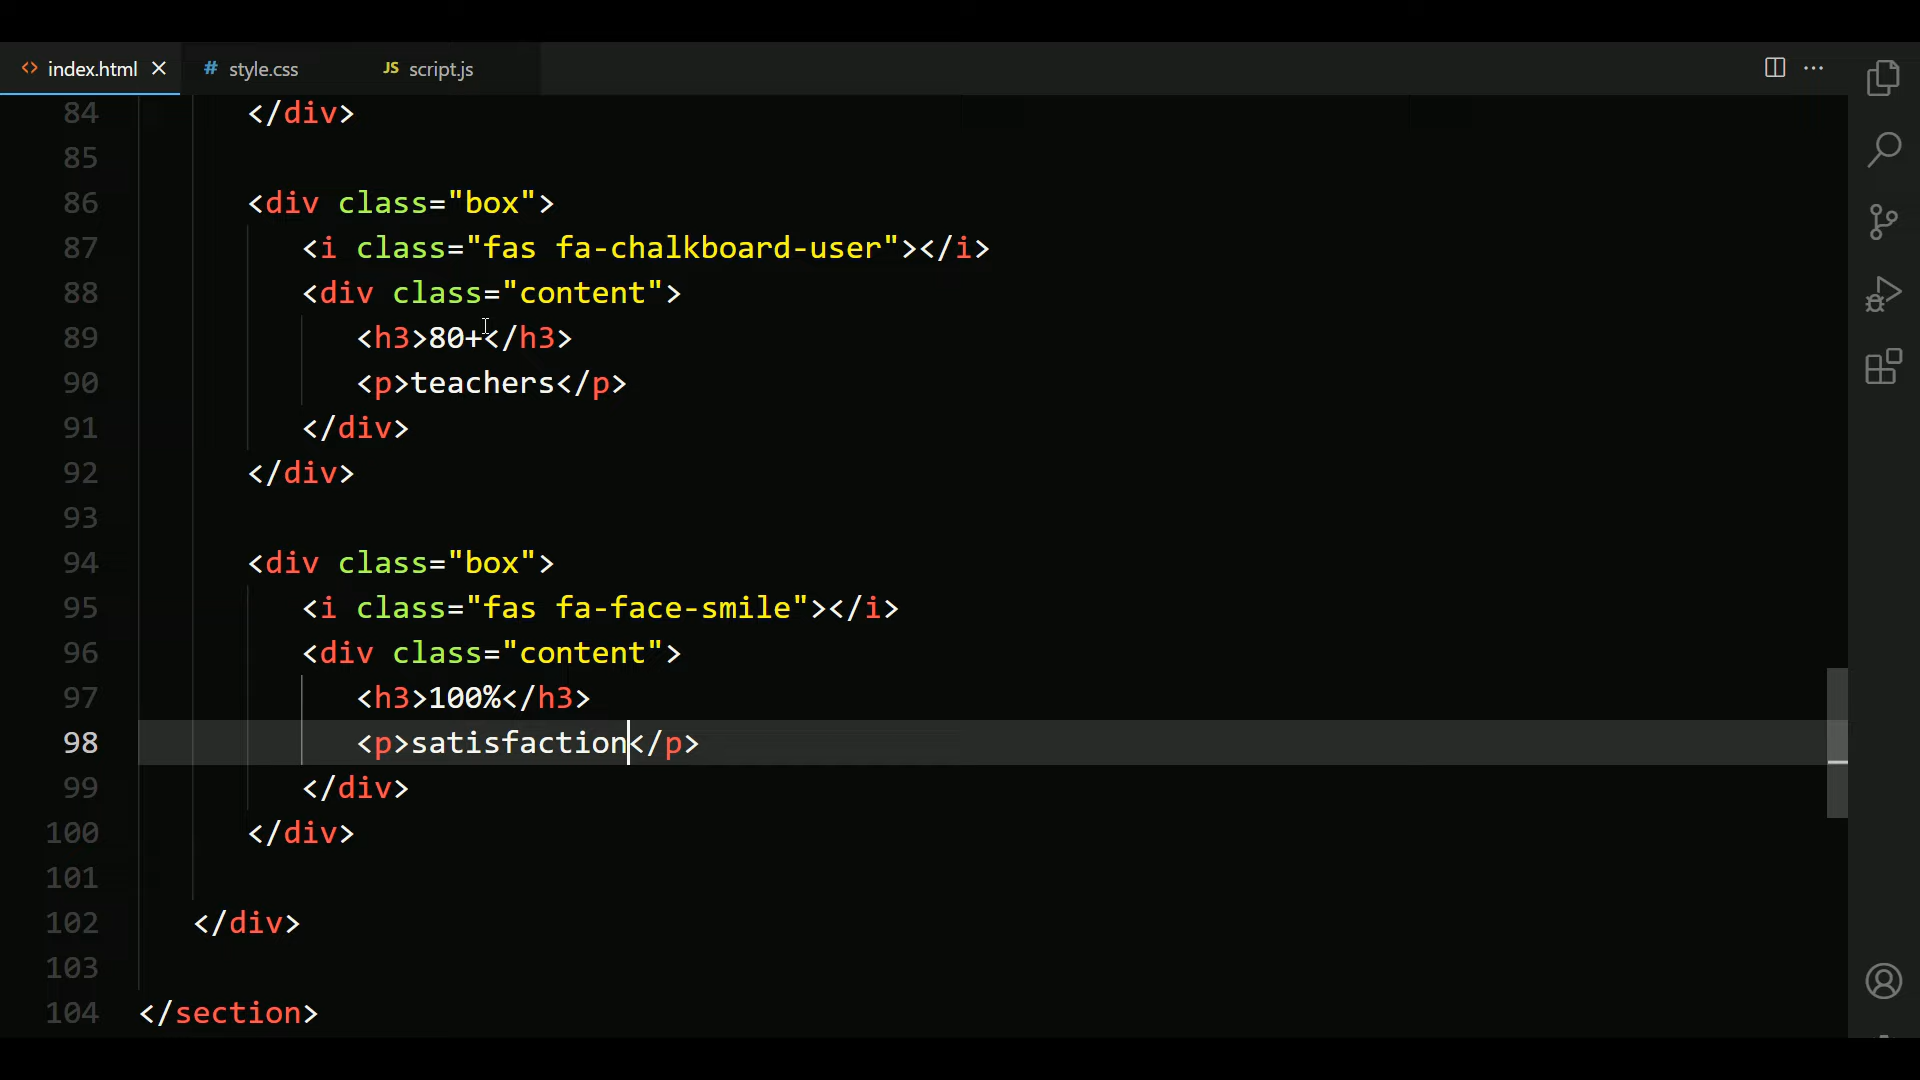 <> index.html ×
# style.css
JS script.js
84 </div>
85
86 <div class="box">
87 <i class="fas fa-chalkboard-user"></i>
88 <div class="content">
89 <h3>80+</h3>
90 <p>teachers</p>
91 </div>
92 </div>
93
94 <div class="box">
95 <i class="fas fa-face-smile"></i>
96 <div class="content">
97 <h3>100%</h3>
98 <p>satisfaction</p>
99 </div>
100 </div>
101
102 </div>
103
104 </section>